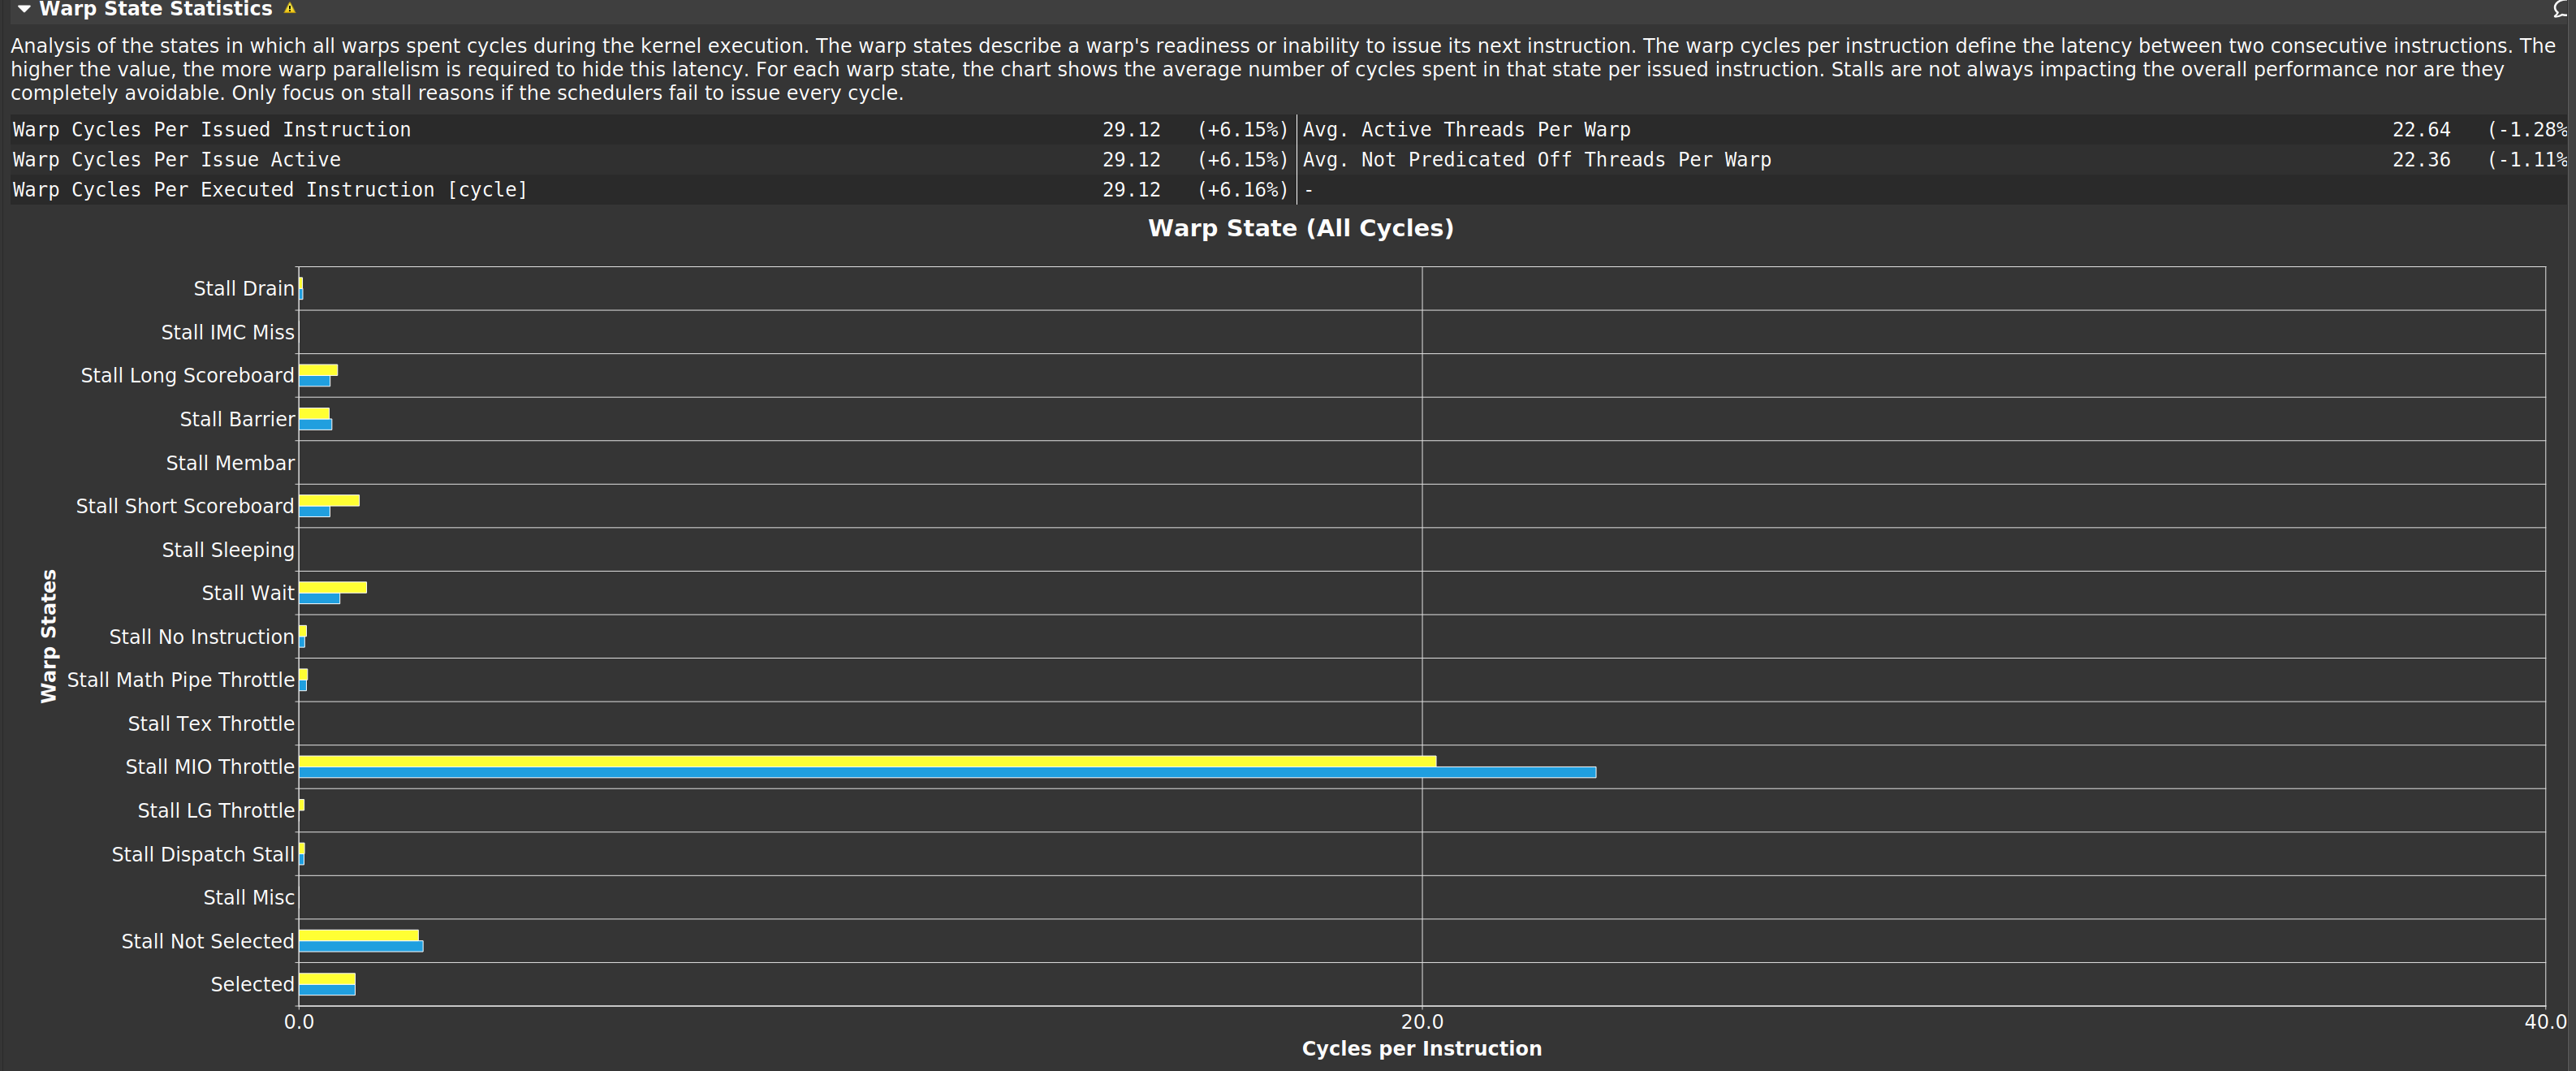 Warp State Statistics
Analysis of the states in which all warps spent cycles during the kernel execution. The warp states describe a warp's readiness or inability to issue its next instruction. The warp cycles per instruction define the latency between two consecutive instructions. The
higher the value, the more warp parallelism is required to hide this latency. For each warp state, the chart shows the average number of cycles spent in that state per issued instruction. Stalls are not always impacting the overall performance nor are they
completely avoidable. Only focus on stall reasons if the schedulers fail to issue every cycle.
Warp Cycles Per Issued Instruction 29.12 (+6.15%) Avg. Active Threads Per Warp 22.64 (-1.28%
Warp Cycles Per Issue Active 29.12 (+6.15%) Avg. Not Predicated Off Threads Per Warp 22.36 (-1.11%
Warp Cycles Per Executed Instruction [cycle] 29.12 (+6.16%) -
Warp State (All Cycles)
Warp States
Stall Drain
Stall IMC Miss
Stall Long Scoreboard
Stall Barrier
Stall Membar
Stall Short Scoreboard
Stall Sleeping
Stall Wait
Stall No Instruction
Stall Math Pipe Throttle
Stall Tex Throttle
Stall MIO Throttle
Stall LG Throttle
Stall Dispatch Stall
Stall Misc
Stall Not Selected
Selected
0.0 20.0 40.0
Cycles per Instruction